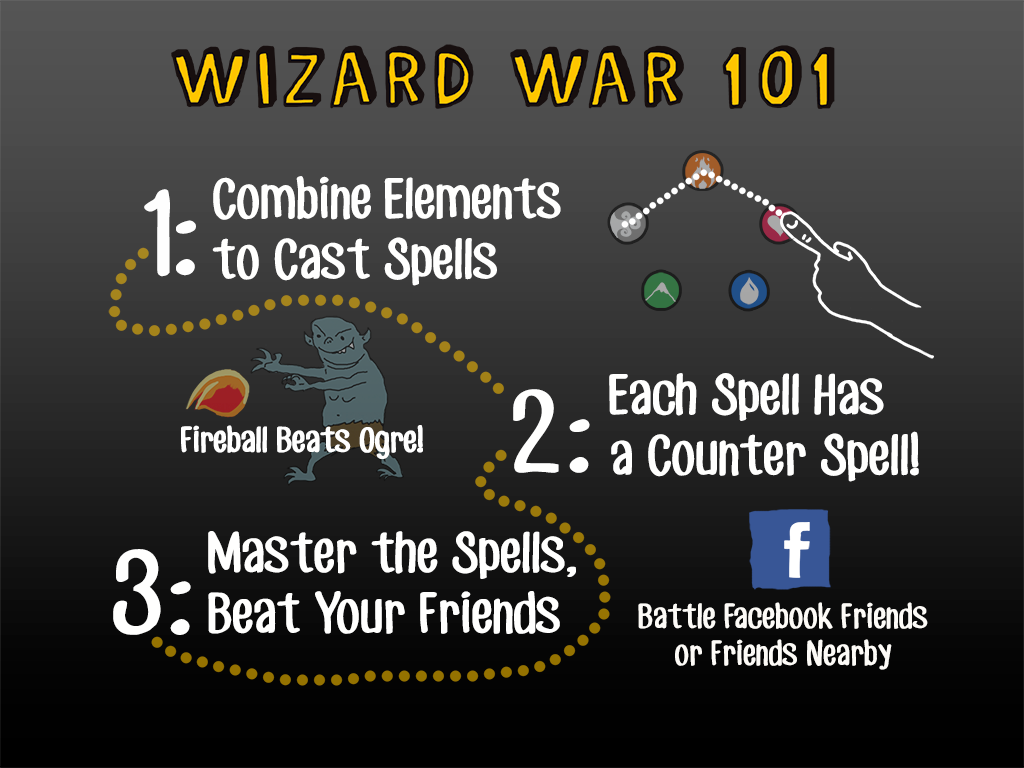 WIZARD WAR 101
1: Combine Elements
to Cast Spells
Fireball Beats Ogre!
2: Each Spell Has
a Counter Spell!
3: Master the Spells,
Beat Your Friends
f
Battle Facebook Friends
or Friends Nearby